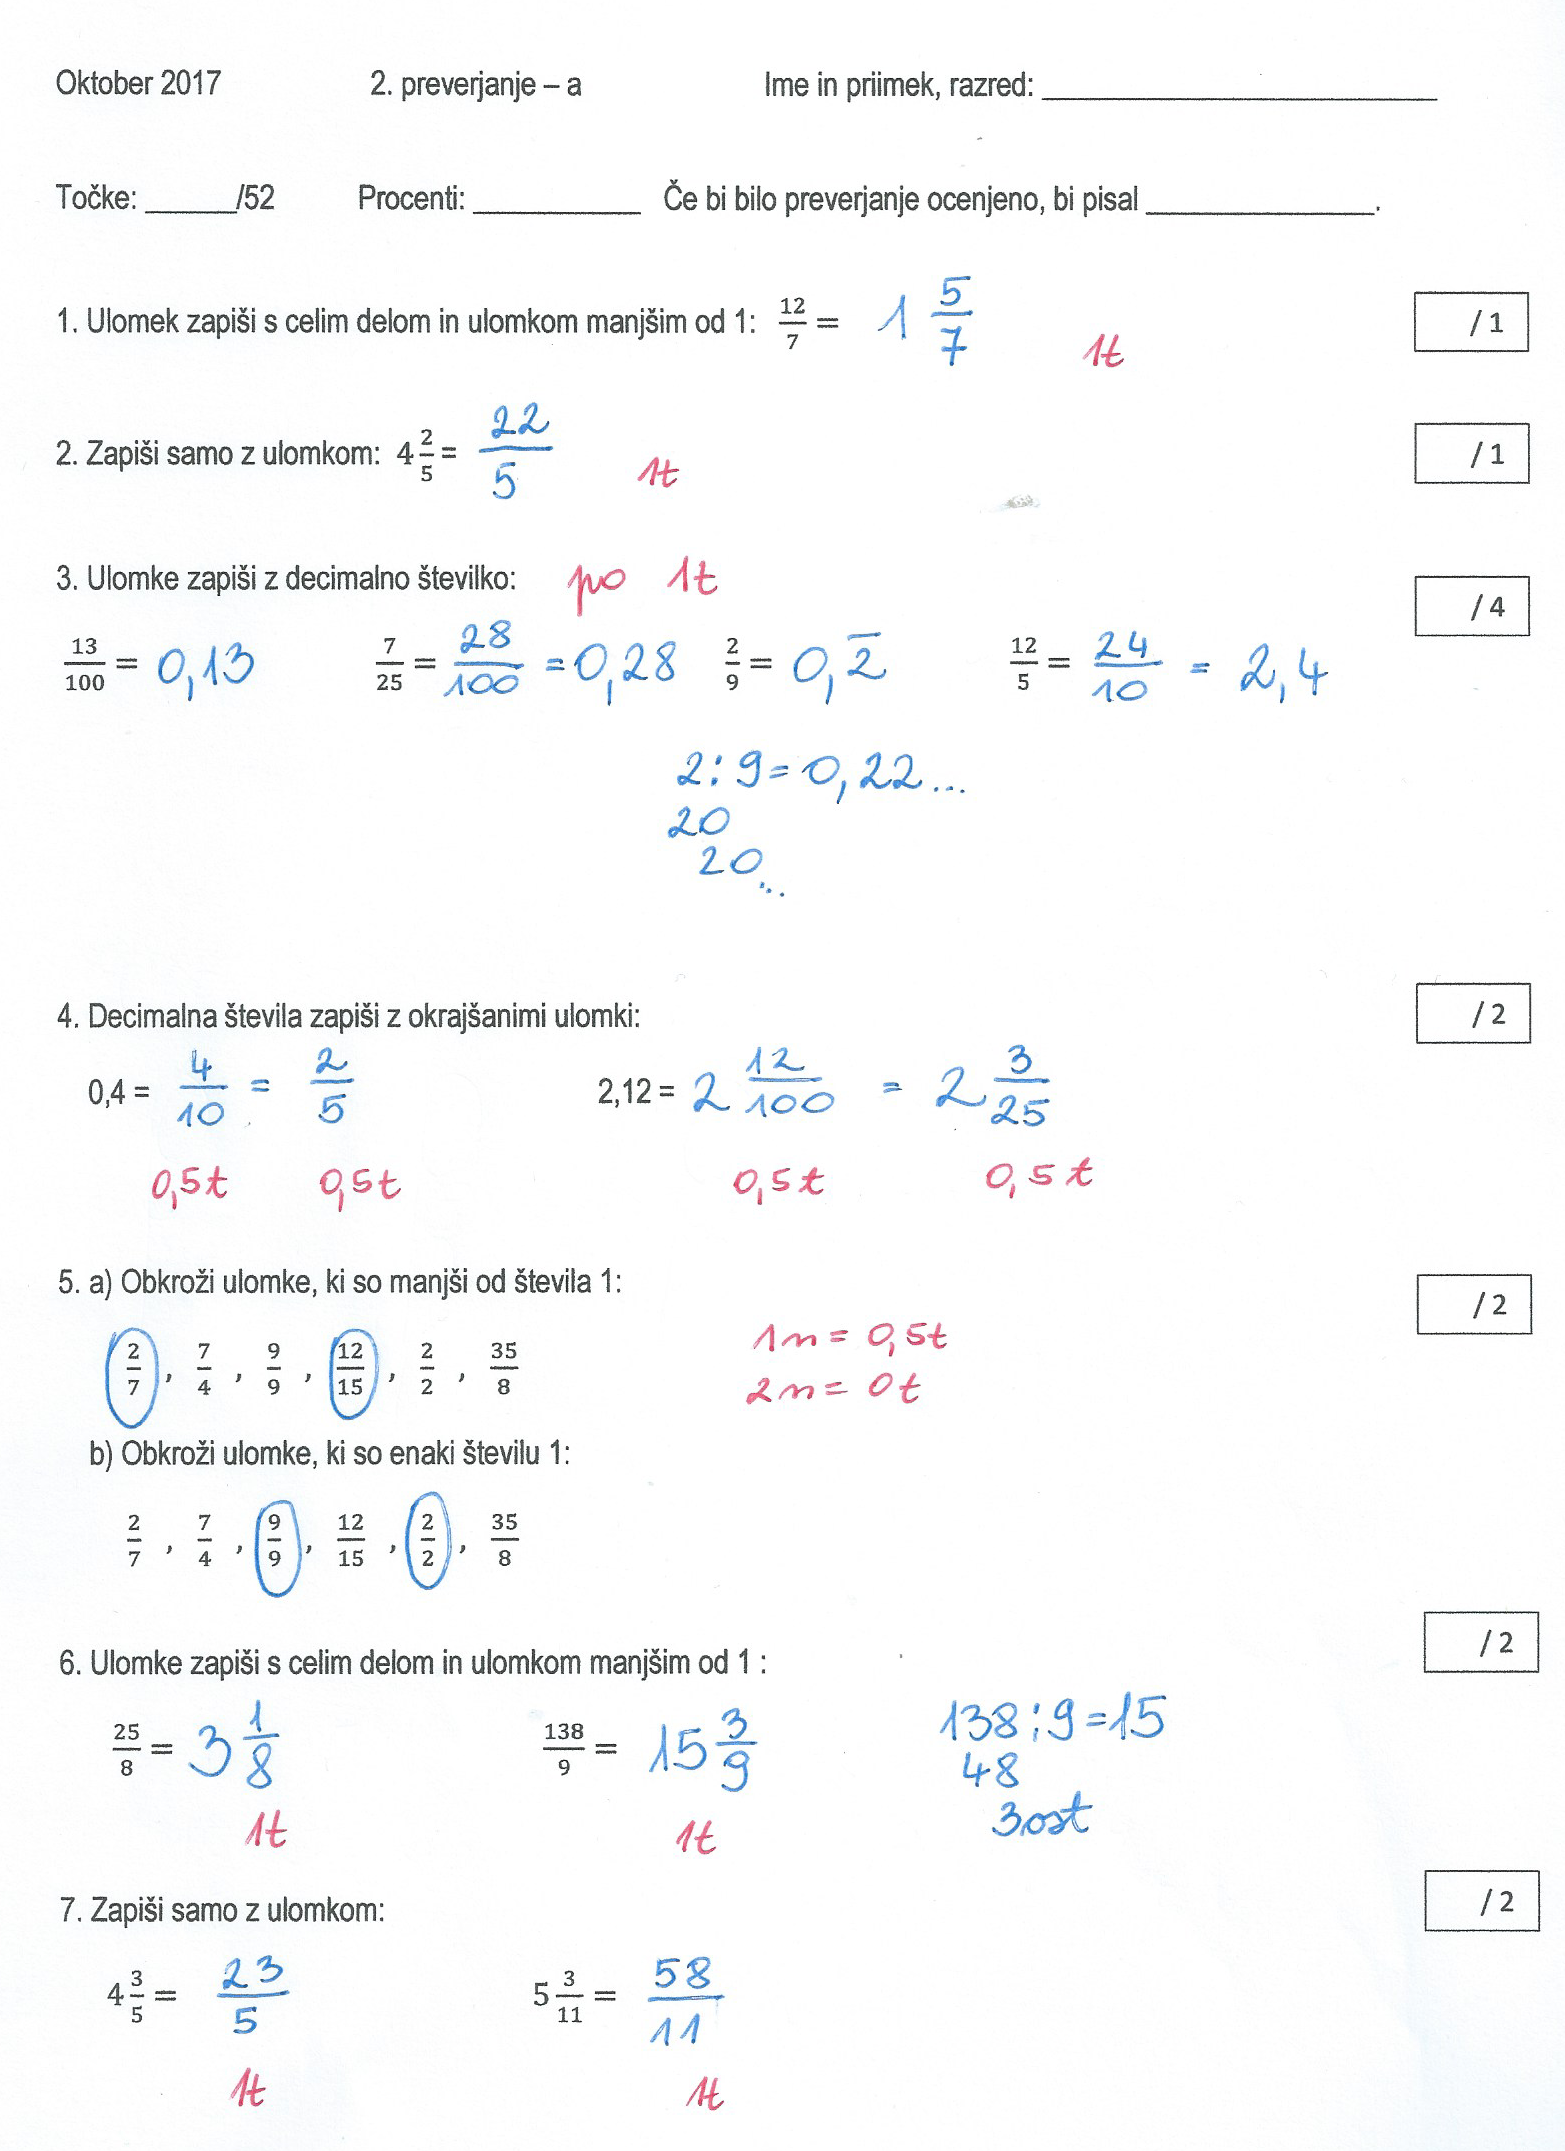 Oktober 2017 2. preverjanje – a Ime in priimek, razred: ____________
Točke: ______/52 Procenti: ____________ Če bi bilo preverjanje ocenjeno, bi pisal ____________.
1. Ulomek zapiši s celim delom in ulomkom manjšim od 1: 12/7 = 1 5/7 1t /1
2. Zapiši samo z ulomkom: 4 2/5 = 22/5 1t /1
3. Ulomke zapiši z decimalno številko: po 1t /4
13/100 = 0,13 7/25 = 28/100 = 0,28 2/9 = 0,2̅ 12/5 = 24/10 = 2,4
2:9=0,22...
20
20...
4. Decimalna števila zapiši z okrajšanimi ulomki: /2
0,4 = 4/10 = 2/5 2,12 = 2 12/100 = 2 3/25
0,5t 0,5t 0,5t 0,5t
5. a) Obkroži ulomke, ki so manjši od števila 1: /2
2/7 , 7/4 , 9/9 , 12/15 , 2/2 , 35/8
1n = 0,5t
2n = 0t
b) Obkroži ulomke, ki so enaki številu 1:
2/7 , 7/4 , 9/9 , 12/15 , 2/2 , 35/8
6. Ulomke zapiši s celim delom in ulomkom manjšim od 1 : /2
25/8 = 3 1/8 138/9 = 15 3/9 138:9=15
48
3ost
1t 1t
7. Zapiši samo z ulomkom: /2
4 3/5 = 23/5 5 3/11 = 58/11
1t 1t